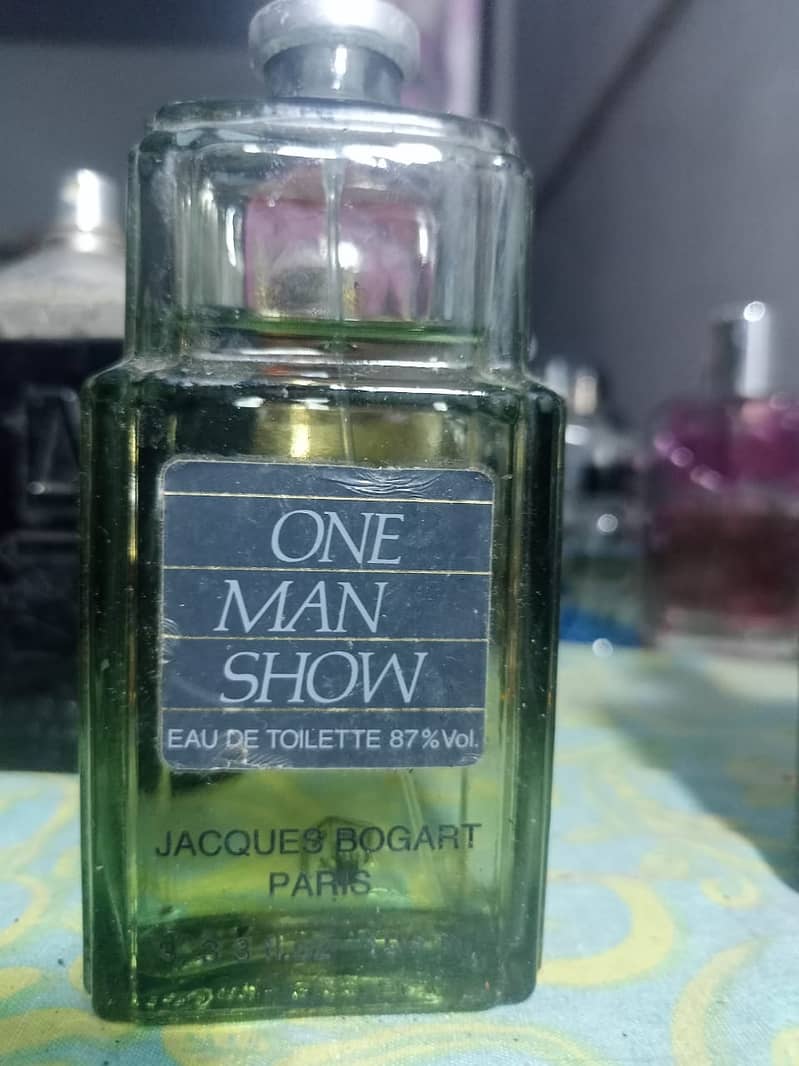 ONE
MAN
SHOW
EAU DE TOILETTE 87%Vol.
JACQUES BOGART
PARIS